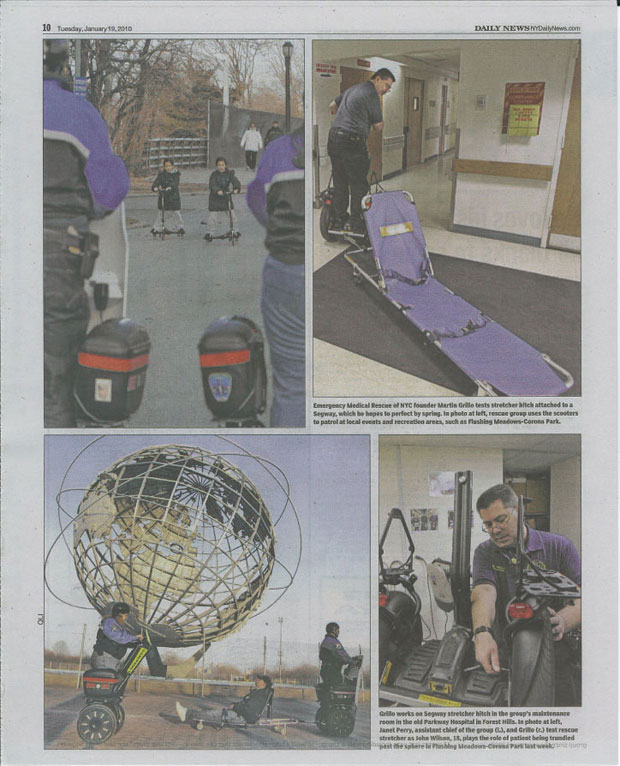 10 Tuesday, January 19, 2010
DAILY NEWS NYDailyNews.com
Emergency Medical Rescue of NYC founder Martin Grillo tests stretcher hitch attached to a
Segway, which he hopes to perfect by spring. In photo at left, rescue group uses the scooters
to patrol at local events and recreation areas, such as Flushing Meadows-Corona Park.
QLI
Grillo works on Segway stretcher hitch in the group's maintenance
room in the old Parkway Hospital in Forest Hills. In photo at left,
Janet Perry, assistant chief of the group (l.), and Grillo (r.) test rescue
stretcher as John Wilson, 15, plays the role of patient being trundled
past the sphere in Flushing Meadows-Corona Park last week.